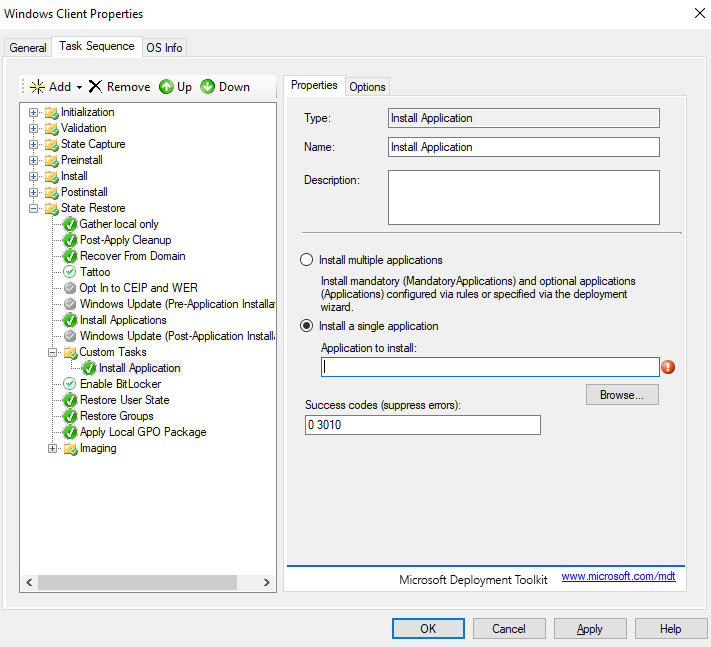 Windows Client Properties
General
Task Sequence
OS Info
Add
Remove
Up
Down
Initialization
Validation
State Capture
Preinstall
Install
Postinstall
State Restore
Gather local only
Post-Apply Cleanup
Recover From Domain
Tattoo
Opt In to CEIP and WER
Windows Update (Pre-Application Installa
Install Applications
Windows Update (Post-Application Install
Custom Tasks
Install Application
Enable BitLocker
Restore User State
Restore Groups
Apply Local GPO Package
Imaging
Properties
Options
Type:
Install Application
Name:
Install Application
Description:
Install multiple applications
Install mandatory (MandatoryApplications) and optional applications
(Applications) configured via rules or specified via the deployment
wizard.
Install a single application
Application to install:
Browse...
Success codes (suppress errors):
0 3010
Microsoft Deployment Toolkit
www.microsoft.com/mdt
OK
Cancel
Apply
Help